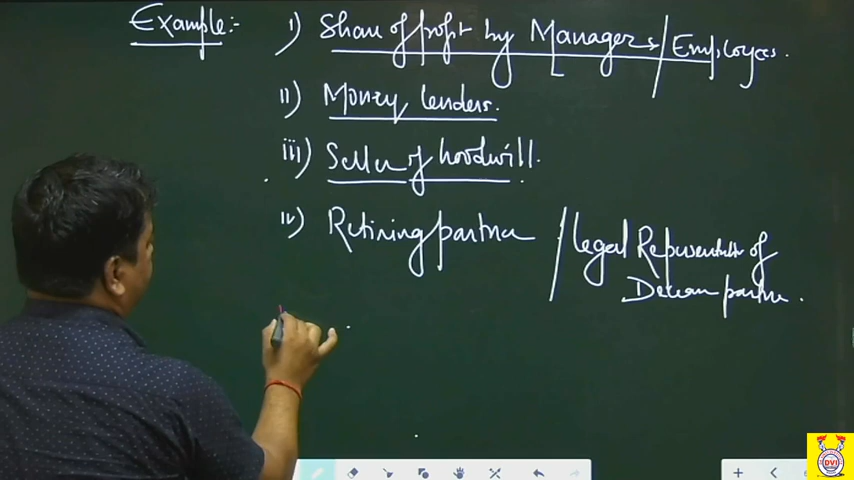 Example:-
i) Share of profit by Managers/Employees.
ii) Money lenders.
iii) Seller of Goodwill.
iv) Retiring partner / legal Representative of
Deceased partner.
DVI